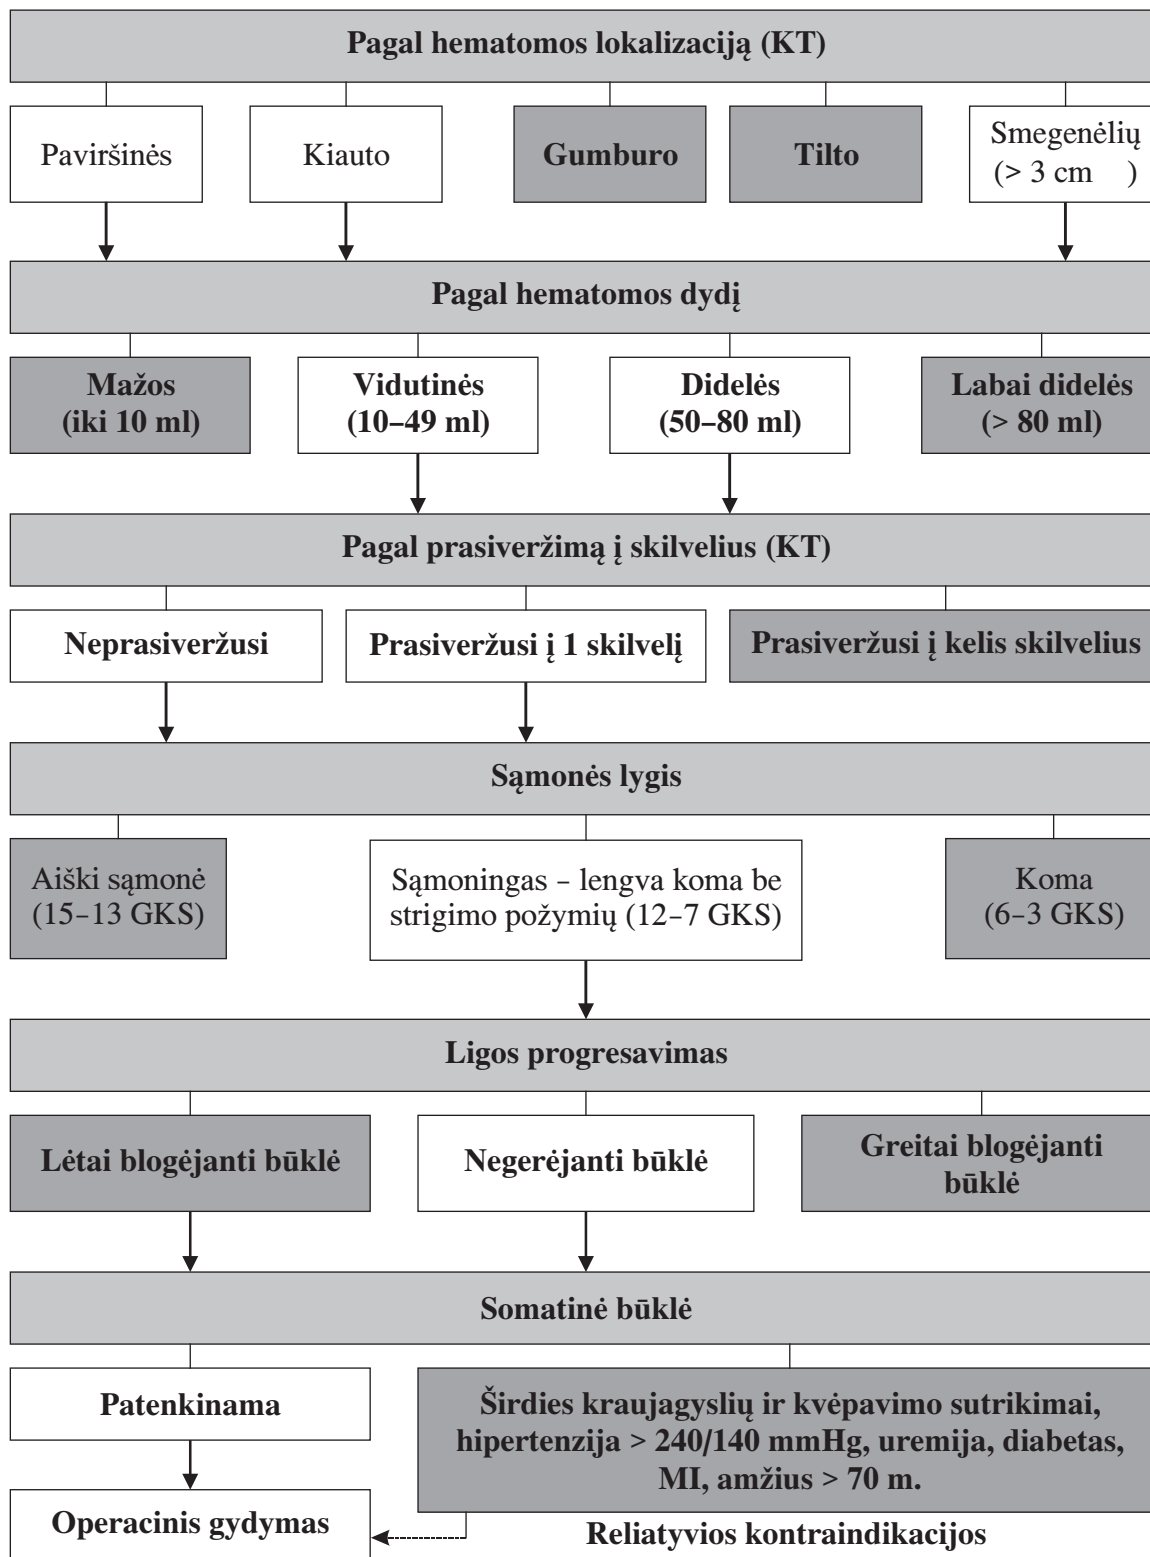 Pagal hematomos lokalizaciją (KT)
Paviršinės
Kiauto
Gumburo
Tilto
Smegenėlių
(> 3 cm )
Pagal hematomos dydį
Mažos
(iki 10 ml)
Vidutinės
(10–49 ml)
Didelės
(50–80 ml)
Labai didelės
(> 80 ml)
Pagal prasiveržimą į skilvelius (KT)
Neprasiveržusi
Prasiveržusi į 1 skilvelį
Prasiveržusi į kelis skilvelius
Sąmonės lygis
Aiški sąmonė
(15–13 GKS)
Sąmoningas – lengva koma be
strigimo požymių (12–7 GKS)
Koma
(6–3 GKS)
Ligos progresavimas
Lėtai blogėjanti būklė
Negerėjanti būklė
Greitai blogėjanti
būklė
Somatinė būklė
Patenkinama
Širdies kraujagyslių ir kvėpavimo sutrikimai,
hipertenzija > 240/140 mmHg, uremija, diabetas,
MI, amžius > 70 m.
Operacinis gydymas
Reliatyvios kontraindikacijos